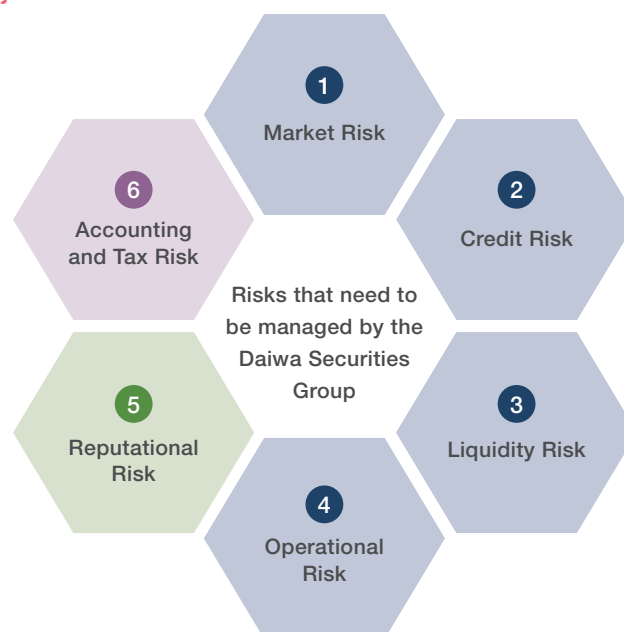 1
Market Risk
2
Credit Risk
3
Liquidity Risk
4
Operational
Risk
5
Reputational
Risk
6
Accounting
and Tax Risk
Risks that need to
be managed by the
Daiwa Securities
Group